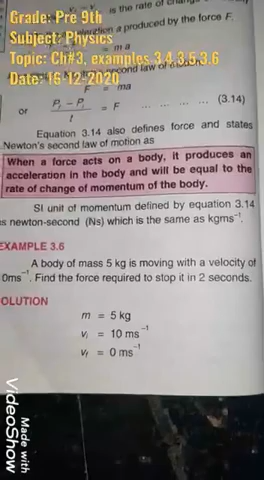 Grade: Pre 9th
is the rate of
Subject: Physics
a produced by the force F.
= m a
Topic: Ch#3, examples 3.4,3.5,3.6
second law of motion
F = ma
Date: 16-12-2020
or Pf – Pi / t = F ... ... ... ... (3.14)
Equation 3.14 also defines force and states
Newton's second law of motion as
When a force acts on a body, it produces an
acceleration in the body and will be equal to the
rate of change of momentum of the body.
SI unit of momentum defined by equation 3.14
s newton-second (Ns) which is the same as kgms⁻¹.
EXAMPLE 3.6
A body of mass 5 kg is moving with a velocity of
0ms⁻¹. Find the force required to stop it in 2 seconds.
OLUTION
m = 5 kg
vi = 10 ms⁻¹
vf = 0 ms⁻¹
Made with
VideoShow